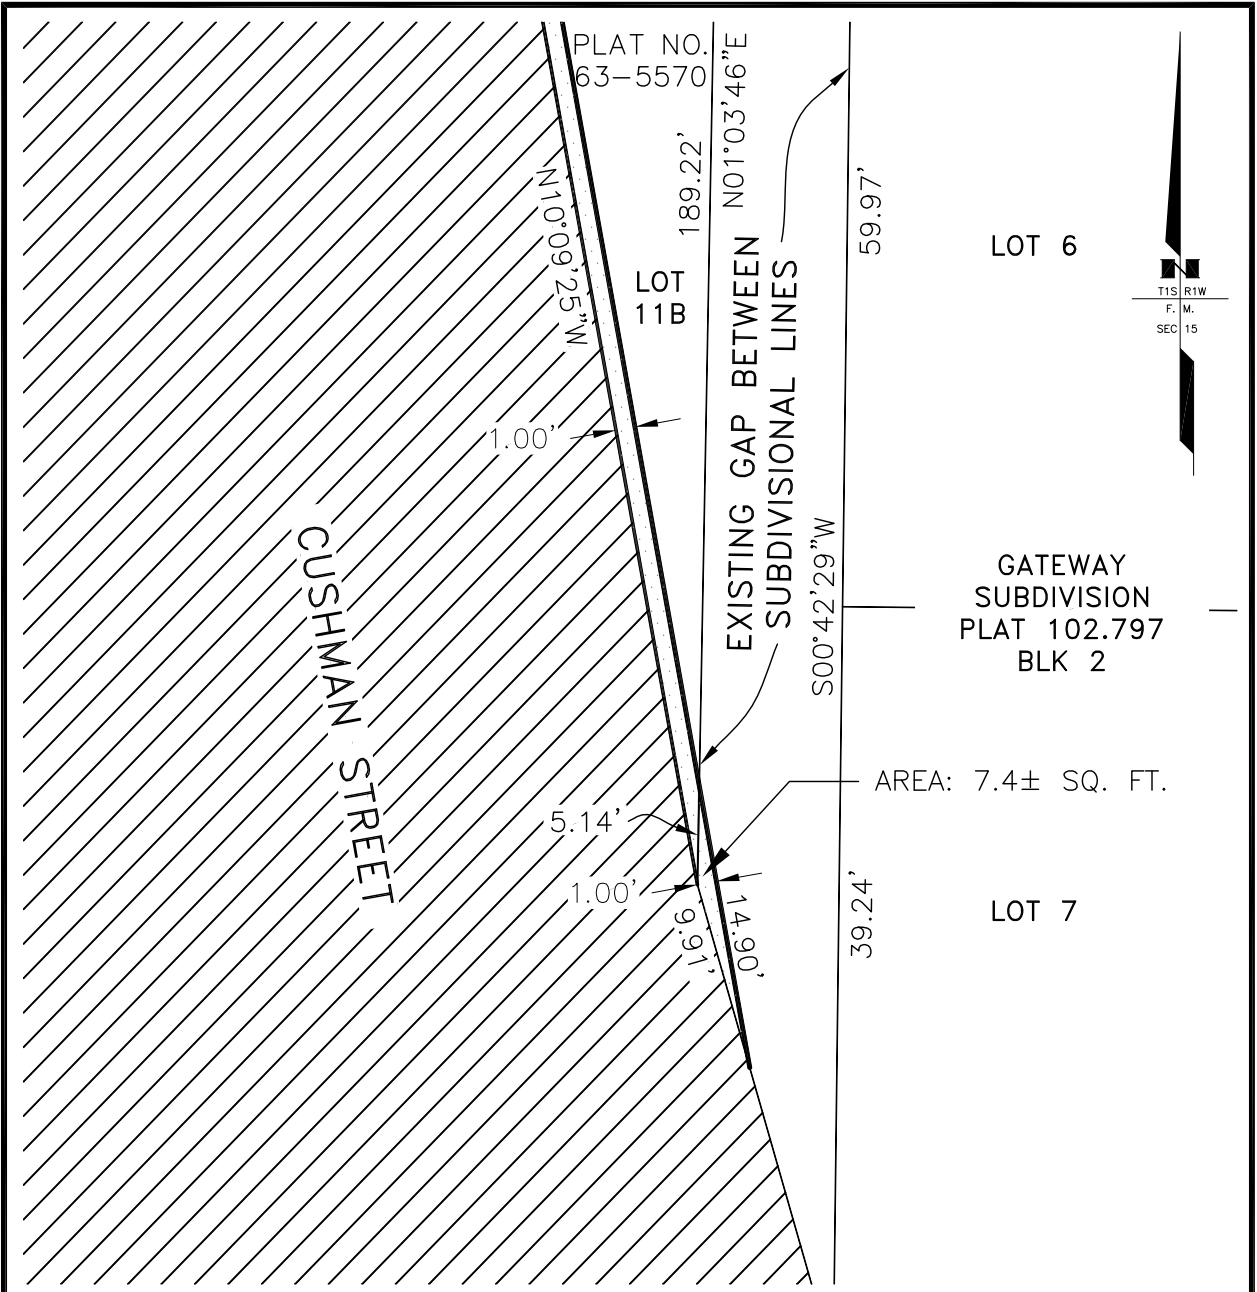 PLAT NO.
63-5570
189.22'
N01°03'46"E
59.97'
N10°09'25"W
LOT
11B
LOT 6
N
T1S R1W
F. M.
SEC 15
EXISTING GAP BETWEEN
SUBDIVISIONAL LINES
1.00'
CUSHMAN STREET
S00°42'29"W
GATEWAY
SUBDIVISION
PLAT 102.797
BLK 2
AREA: 7.4± SQ. FT.
5.14'
1.00'
9.91'
14.90'
39.24'
LOT 7